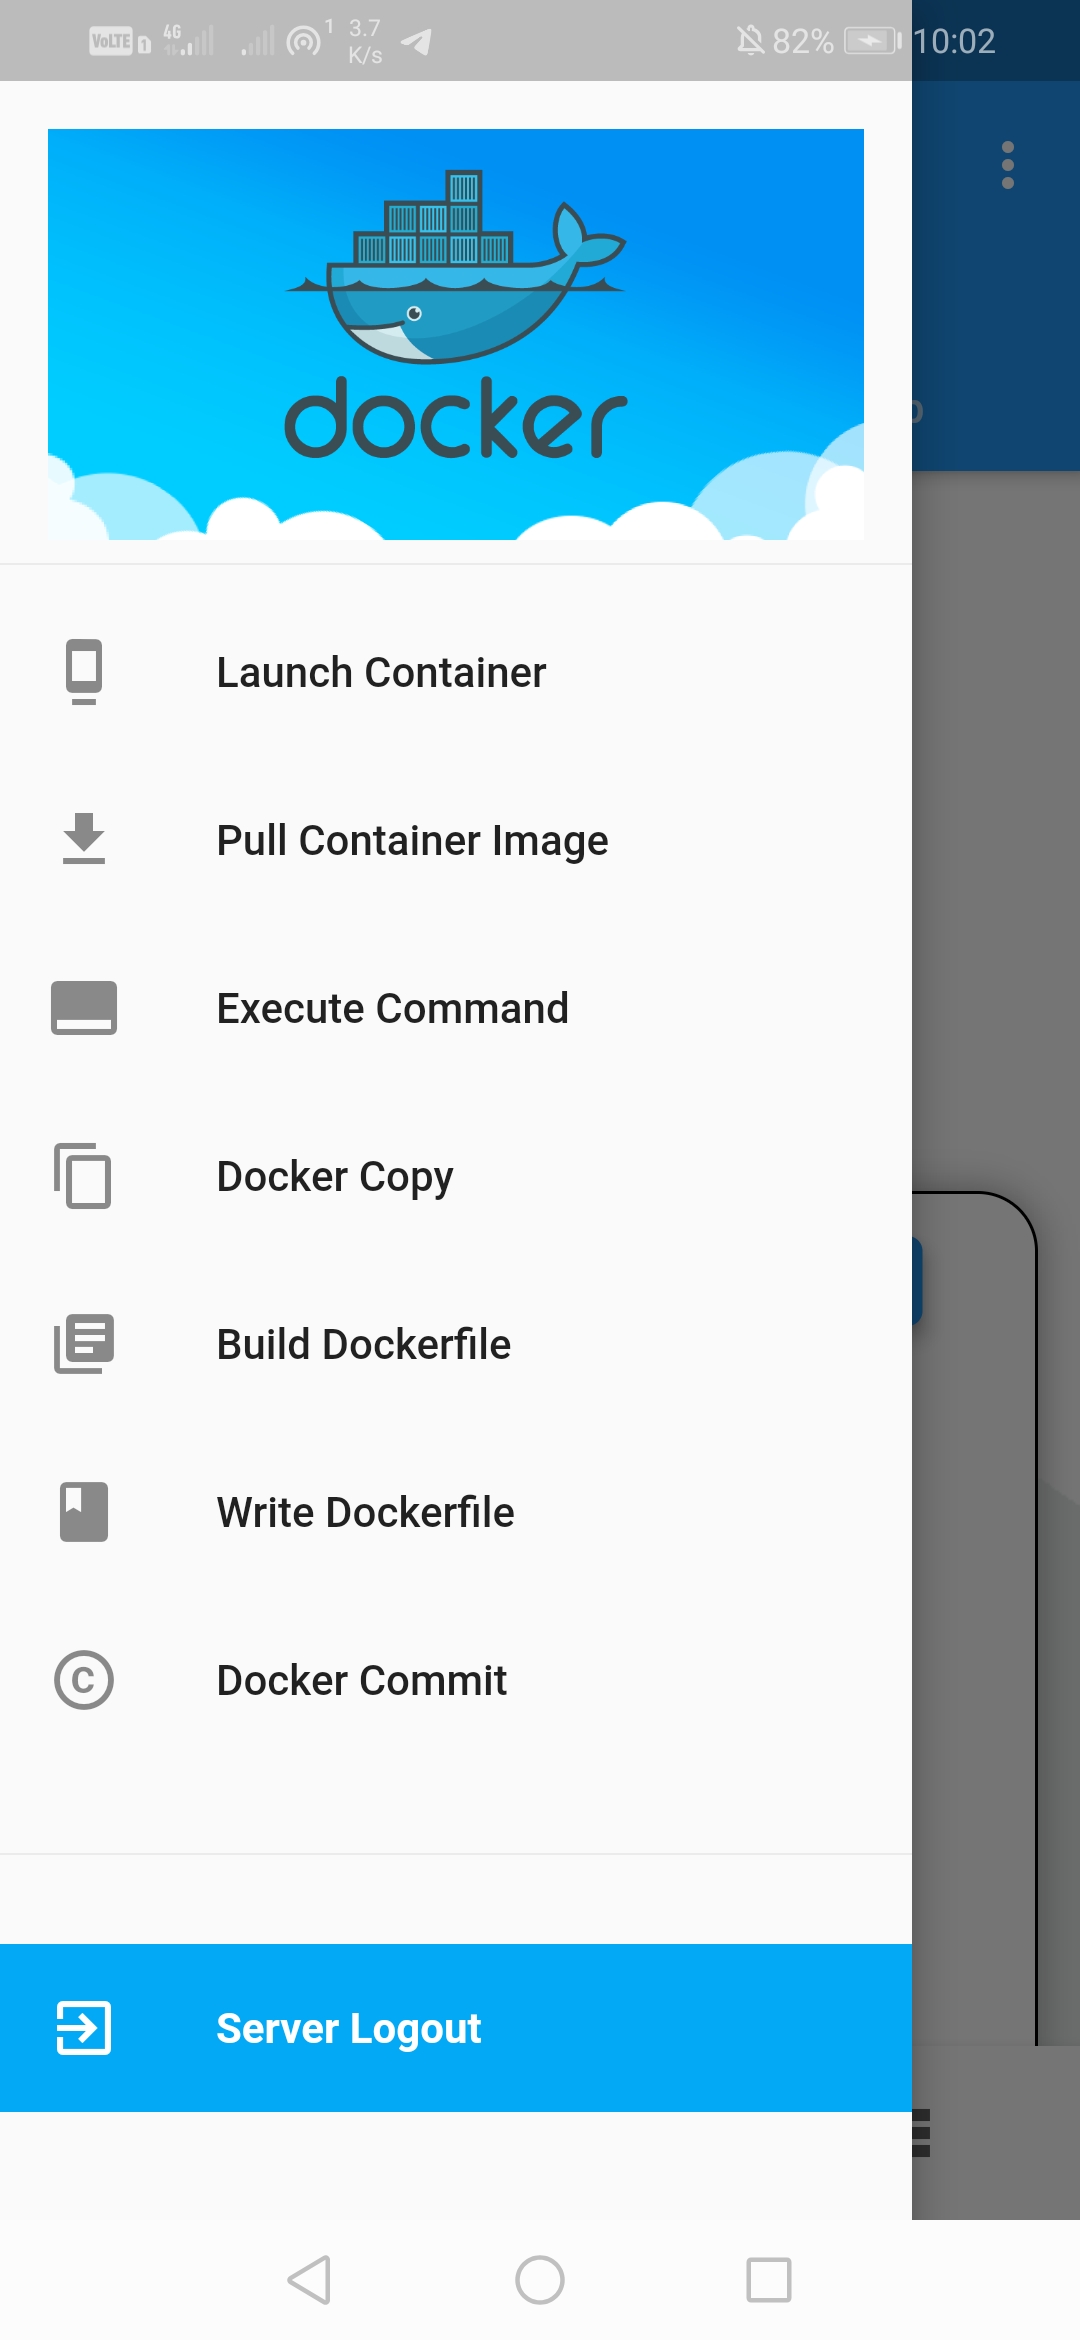 VoLTE 1 4G 1 3.7 82% 10:02
K/s
docker
Launch Container
Pull Container Image
Execute Command
Docker Copy
Build Dockerfile
Write Dockerfile
C Docker Commit
Server Logout